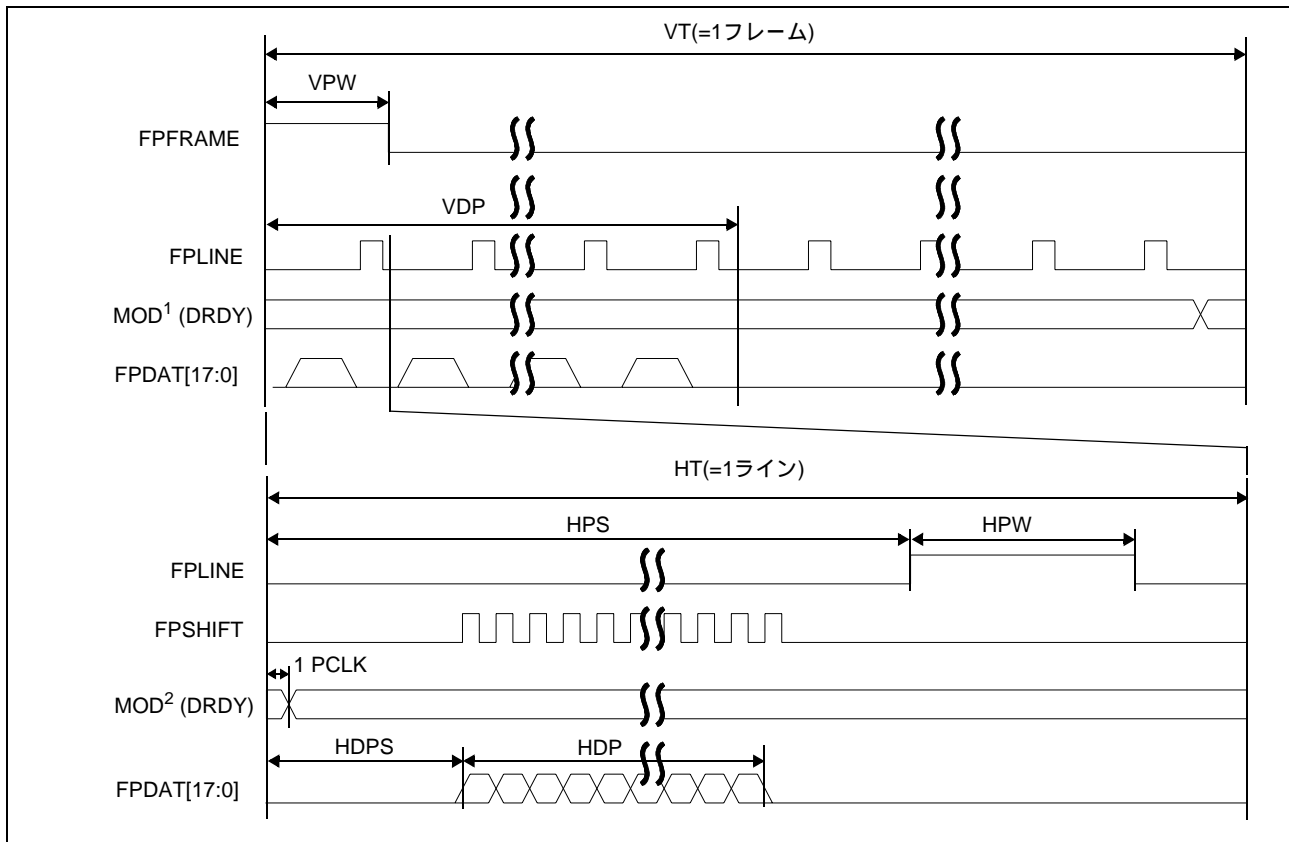 VT(=1フレーム)
VPW
FPFRAME
VDP
FPLINE
MOD1 (DRDY)
FPDAT[17:0]
HT(=1ライン)
HPS
HPW
FPLINE
FPSHIFT
1 PCLK
MOD2 (DRDY)
HDPS
HDP
FPDAT[17:0]